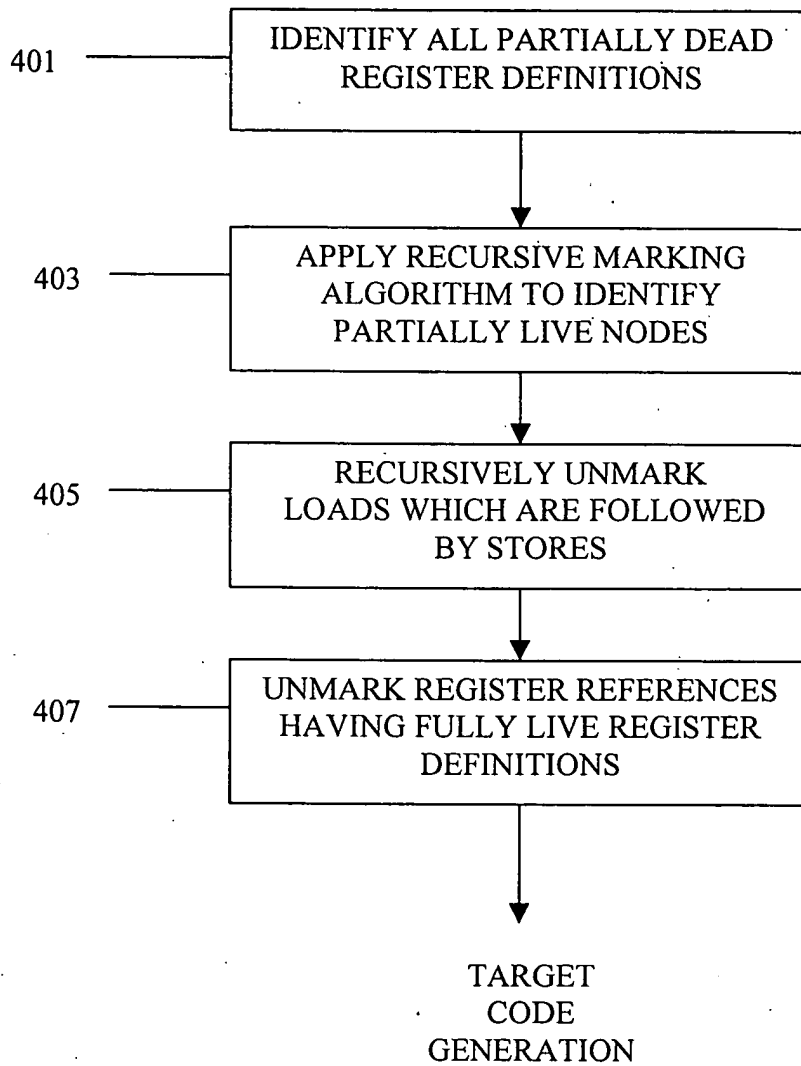 401
IDENTIFY ALL PARTIALLY DEAD
REGISTER DEFINITIONS
403
APPLY RECURSIVE MARKING
ALGORITHM TO IDENTIFY
PARTIALLY LIVE NODES
405
RECURSIVELY UNMARK
LOADS WHICH ARE FOLLOWED
BY STORES
407
UNMARK REGISTER REFERENCES
HAVING FULLY LIVE REGISTER
DEFINITIONS
TARGET
CODE
GENERATION